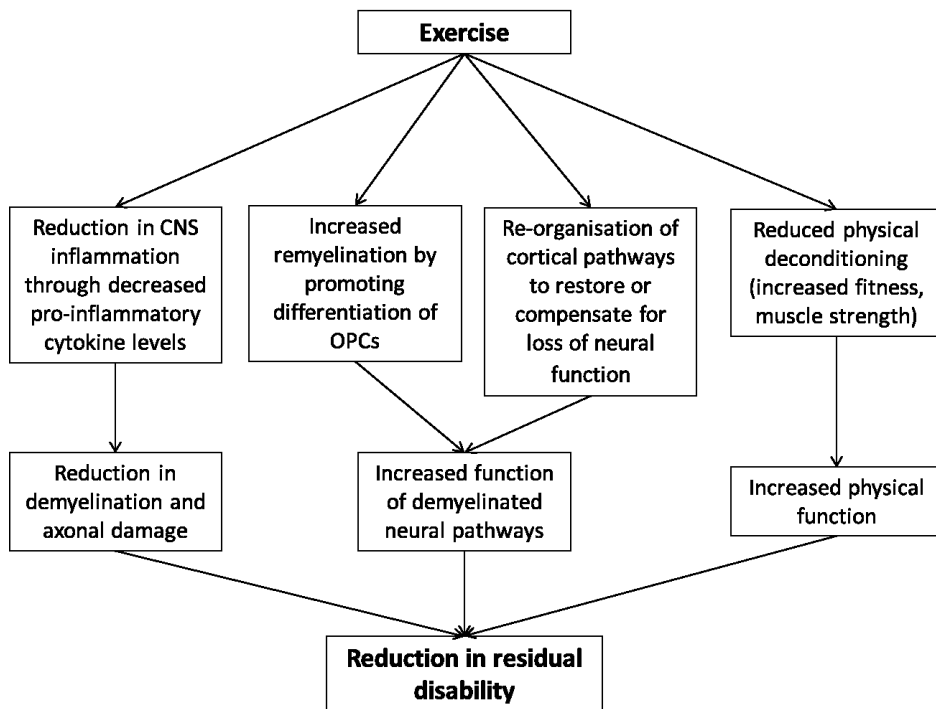 Exercise
Reduction in CNS
inflammation
through decreased
pro-inflammatory
cytokine levels
Increased
remyelination by
promoting
differentiation of
OPCs
Re-organisation of
cortical pathways
to restore or
compensate for
loss of neural
function
Reduced physical
deconditioning
(increased fitness,
muscle strength)
Reduction in
demyelination and
axonal damage
Increased function
of demyelinated
neural pathways
Increased physical
function
Reduction in residual
disability